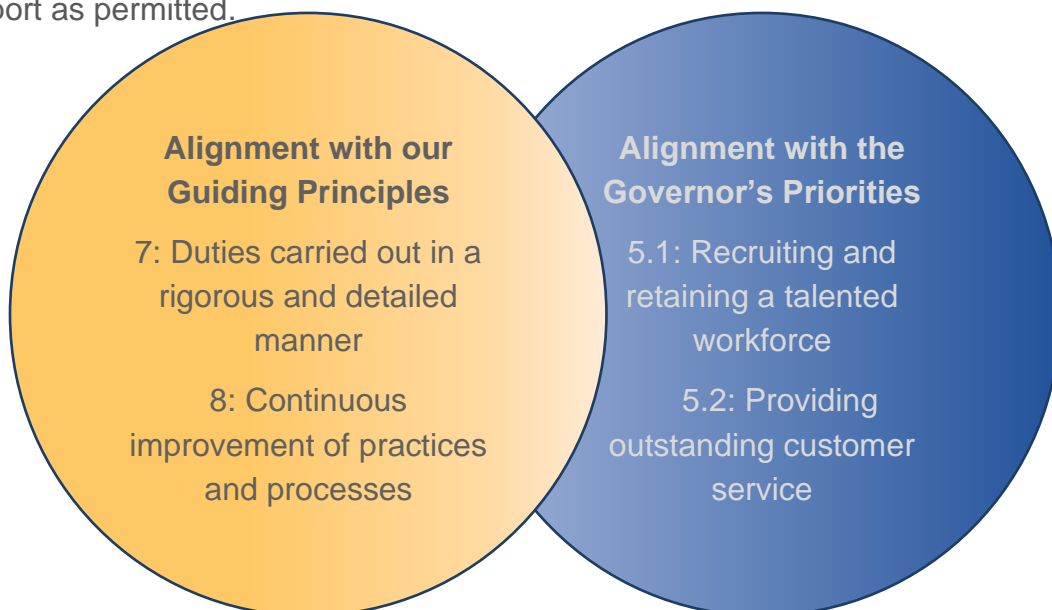 port as permitted.
Alignment with our
Guiding Principles
7: Duties carried out in a
rigorous and detailed
manner
8: Continuous
improvement of practices
and processes
Alignment with the
Governor’s Priorities
5.1: Recruiting and
retaining a talented
workforce
5.2: Providing
outstanding customer
service